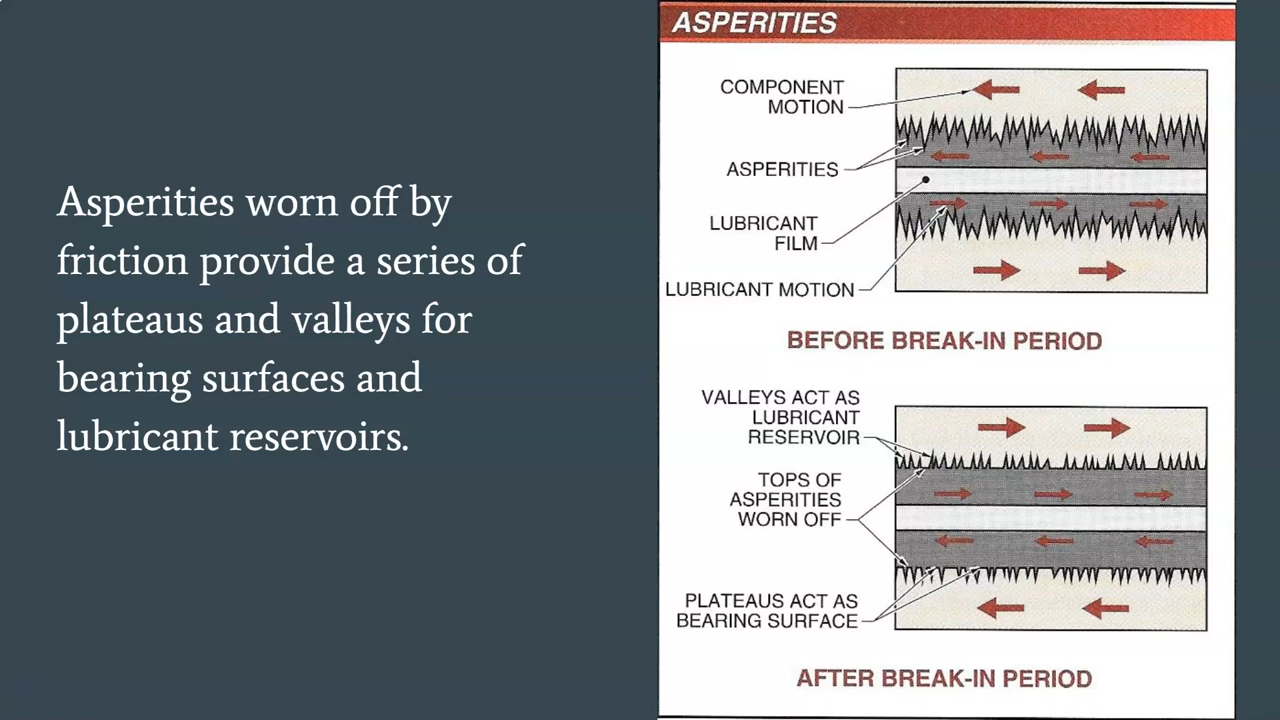 Asperities worn off by
friction provide a series of
plateaus and valleys for
bearing surfaces and
lubricant reservoirs.
ASPERITIES
COMPONENT
MOTION
ASPERITIES
LUBRICANT
FILM
LUBRICANT MOTION
BEFORE BREAK-IN PERIOD
VALLEYS ACT AS
LUBRICANT
RESERVOIR
TOPS OF
ASPERITIES
WORN OFF
PLATEAUS ACT AS
BEARING SURFACE
AFTER BREAK-IN PERIOD